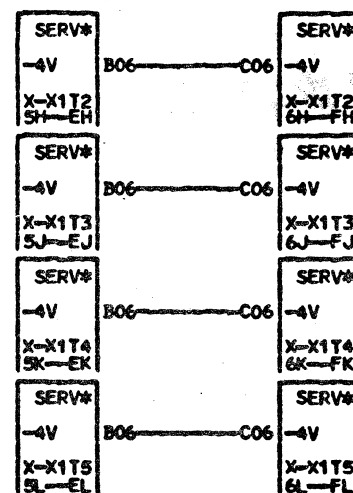 SERV* SERV*
-4V B06 C06 -4V
X-X1T2 X-X1T2
5H-EH 6H-FH
SERV* SERV*
-4V B06 C06 -4V
X-X1T3 X-X1T3
5J-EJ 6J-FJ
SERV* SERV*
-4V B06 C06 -4V
X-X1T4 X-X1T4
5K-EK 6K-FK
SERV* SERV*
-4V B06 C06 -4V
X-X1T5 X-X1T5
5L-EL 6L-FL